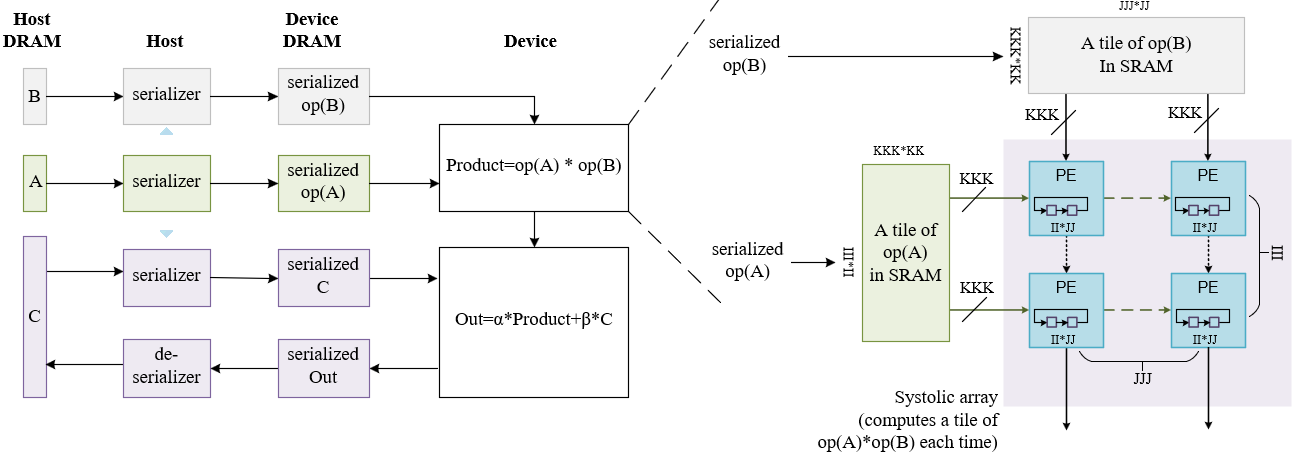 Host
DRAM
Host
Device
DRAM
Device
B
serializer
serialized
op(B)
A
serializer
serialized
op(A)
Product=op(A) * op(B)
C
serializer
serialized
C
Out=α*Product+β*C
de-
serializer
serialized
Out
serialized
op(B)
JJJ*JJ
KKK*KK
A tile of op(B)
In SRAM
KKK
KKK
serialized
op(A)
KKK*KK
III*II
A tile of
op(A)
in SRAM
KKK
KKK
PE
II*JJ
PE
II*JJ
PE
II*JJ
PE
II*JJ
III
JJJ
Systolic array
(computes a tile of
op(A)*op(B) each time)